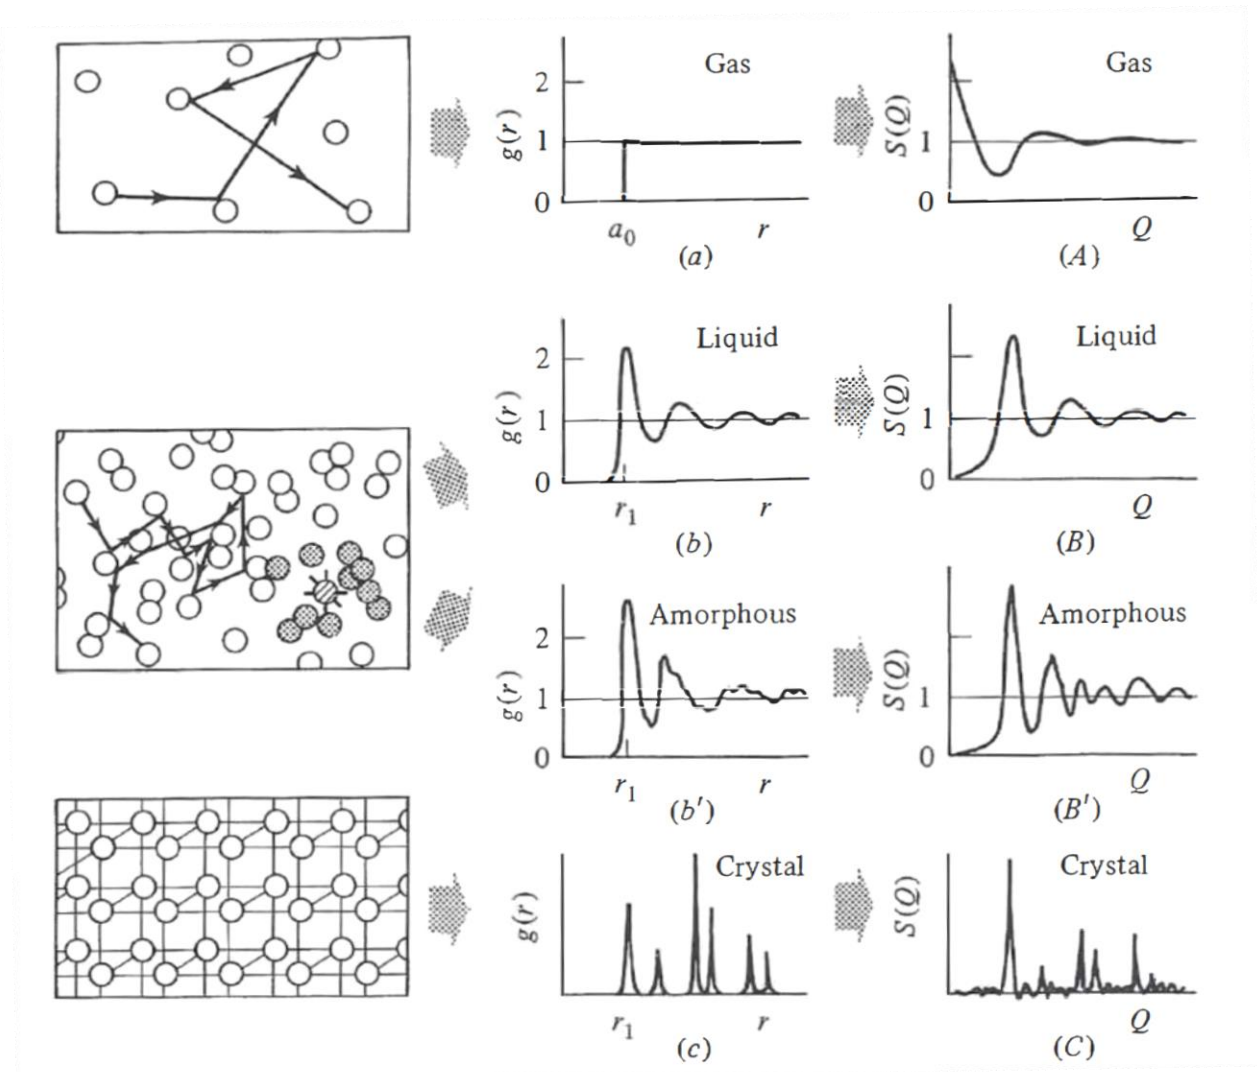 Gas
2
1
0
g(r)
a₀
r
(a)
Gas
1
0
S(Q)
Q
(A)
Liquid
2
1
0
g(r)
r₁
r
(b)
Liquid
1
0
S(Q)
Q
(B)
Amorphous
2
1
0
g(r)
r₁
r
(b′)
Amorphous
1
0
S(Q)
Q
(B′)
Crystal
g(r)
r₁
r
(c)
Crystal
S(Q)
Q
(C)